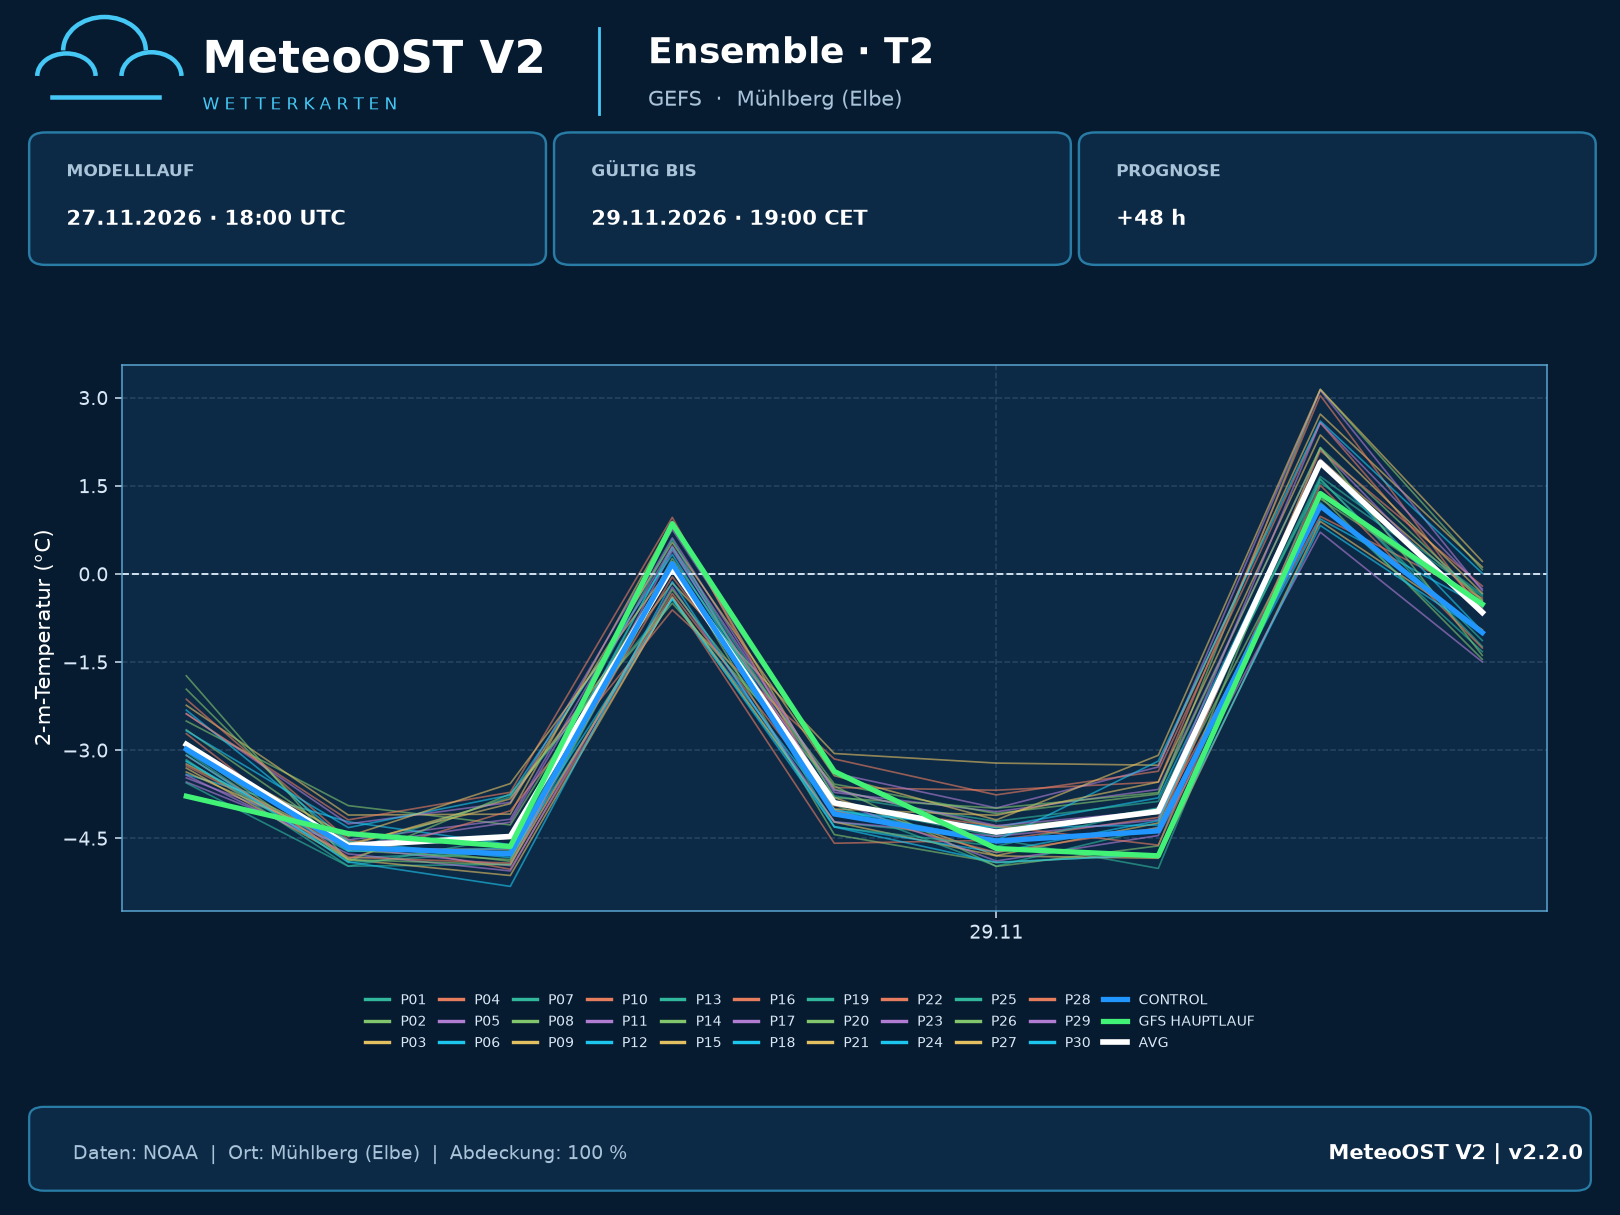 MeteoOST V2
WETTERKARTEN
Ensemble · T2
GEFS · Mühlberg (Elbe)
MODELLLAUF
27.11.2026 · 18:00 UTC
GÜLTIG BIS
29.11.2026 · 19:00 CET
PROGNOSE
+48 h
2-m-Temperatur (°C)
3.0
1.5
0.0
−1.5
−3.0
−4.5
29.11
P01 P04 P07 P10 P13 P16 P19 P22 P25 P28 CONTROL
P02 P05 P08 P11 P14 P17 P20 P23 P26 P29 GFS HAUPTLAUF
P03 P06 P09 P12 P15 P18 P21 P24 P27 P30 AVG
Daten: NOAA | Ort: Mühlberg (Elbe) | Abdeckung: 100 %
MeteoOST V2 | v2.2.0